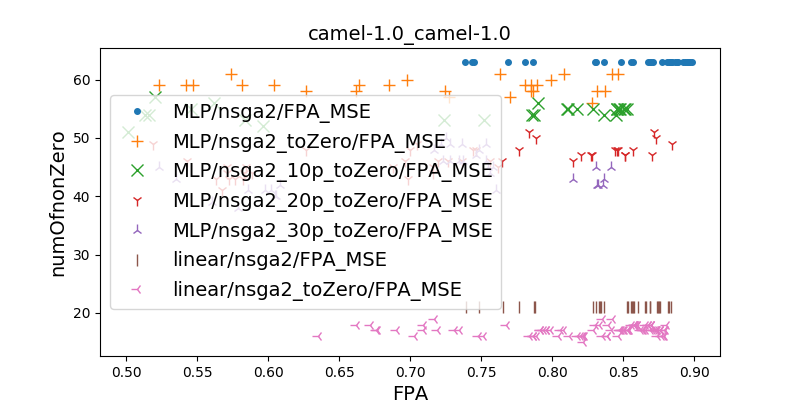 camel-1.0_camel-1.0
numOfnonZero
60
50
40
30
20
MLP/nsga2/FPA_MSE
MLP/nsga2_toZero/FPA_MSE
MLP/nsga2_10p_toZero/FPA_MSE
MLP/nsga2_20p_toZero/FPA_MSE
MLP/nsga2_30p_toZero/FPA_MSE
linear/nsga2/FPA_MSE
linear/nsga2_toZero/FPA_MSE
0.50 0.55 0.60 0.65 0.70 0.75 0.80 0.85 0.90
FPA